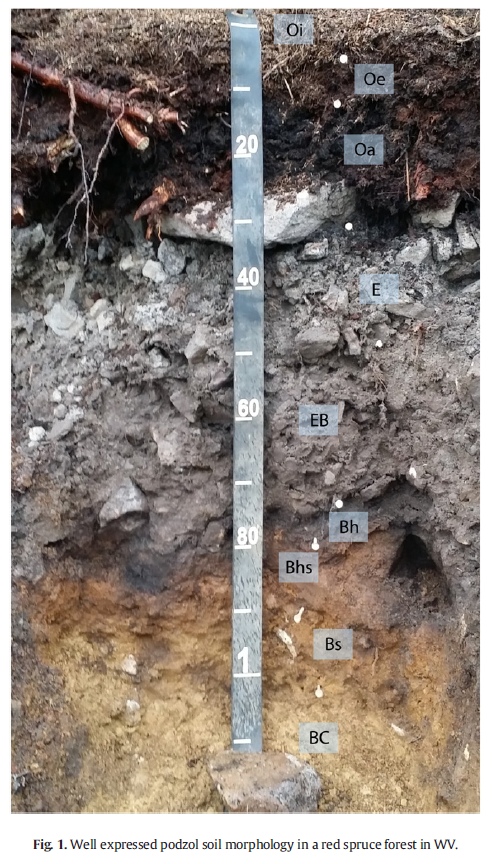 Oi
Oe
20
Oa
40
E
60
EB
Bh
80
Bhs
Bs
1
BC
Fig. 1. Well expressed podzol soil morphology in a red spruce forest in WV.